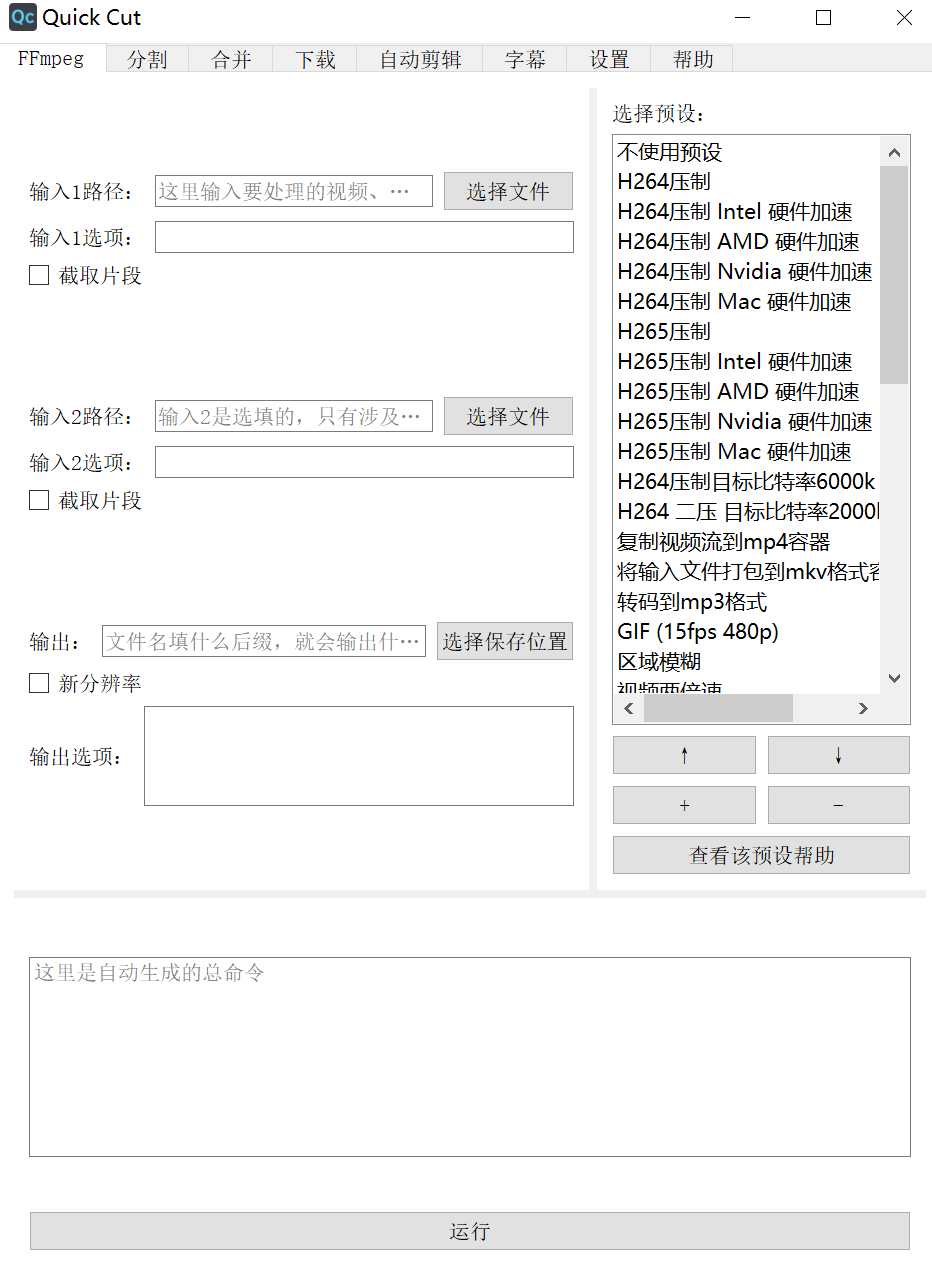 Qc Quick Cut
FFmpeg 分割 合并 下载 自动剪辑 字幕 设置 帮助
输入1路径： 这里输入要处理的视频、… 选择文件
输入1选项：
截取片段
输入2路径： 输入2是选填的，只有涉及… 选择文件
输入2选项：
截取片段
输出： 文件名填什么后缀，就会输出什… 选择保存位置
新分辨率
输出选项：
选择预设：
不使用预设
H264压制
H264压制 Intel 硬件加速
H264压制 AMD 硬件加速
H264压制 Nvidia 硬件加速
H264压制 Mac 硬件加速
H265压制
H265压制 Intel 硬件加速
H265压制 AMD 硬件加速
H265压制 Nvidia 硬件加速
H265压制 Mac 硬件加速
H264压制目标比特率6000k
H264 二压 目标比特率2000k
复制视频流到mp4容器
将输入文件打包到mkv格式容
转码到mp3格式
GIF (15fps 480p)
区域模糊
视频两倍速
↑ ↓
+ −
查看该预设帮助
这里是自动生成的总命令
运行